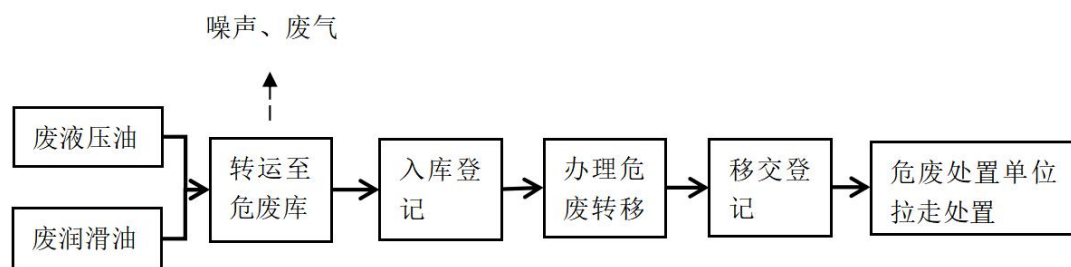 噪声、废气
废液压油
废润滑油
转运至
危废库
入库登
记
办理危
废转移
移交登
记
危废处置单位
拉走处置